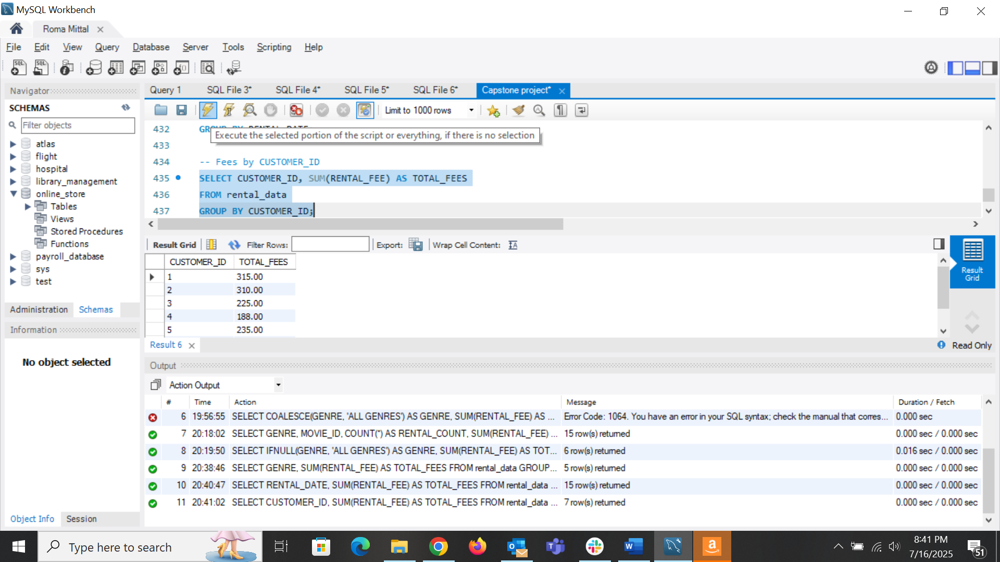 MySQL Workbench
Roma Mittal
File Edit View Query Database Server Tools Scripting Help
Navigator
SCHEMAS
Filter objects
atlas
flight
hospital
library_management
online_store
Tables
Views
Stored Procedures
Functions
payroll_database
sys
test
Administration Schemas
Information
No object selected
Object Info Session
Query 1 SQL File 3* SQL File 4* SQL File 5* SQL File 6* Capstone project*
Limit to 1000 rows
432 GROUP BY RENTAL_DATE
Execute the selected portion of the script or everything, if there is no selection
433
434 -- Fees by CUSTOMER_ID
435 SELECT CUSTOMER_ID, SUM(RENTAL_FEE) AS TOTAL_FEES
436 FROM rental_data
437 GROUP BY CUSTOMER_ID;
Result Grid Filter Rows: Export: Wrap Cell Content:
CUSTOMER_ID TOTAL_FEES
1 315.00
2 310.00
3 225.00
4 188.00
5 235.00
Result Grid
Result 6
Read Only
Output
Action Output
# Time Action Message Duration / Fetch
6 19:56:55 SELECT COALESCE(GENRE, 'ALL GENRES') AS GENRE, SUM(RENTAL_FEE) AS ... Error Code: 1064. You have an error in your SQL syntax; check the manual that corres... 0.000 sec
7 20:18:02 SELECT GENRE, MOVIE_ID, COUNT(*) AS RENTAL_COUNT, SUM(RENTAL_FEE) ... 15 row(s) returned 0.000 sec / 0.000 sec
8 20:19:50 SELECT IFNULL(GENRE, 'ALL GENRES') AS GENRE, SUM(RENTAL_FEE) AS TOT... 6 row(s) returned 0.016 sec / 0.000 sec
9 20:38:46 SELECT GENRE, SUM(RENTAL_FEE) AS TOTAL_FEES FROM rental_data GROUP... 5 row(s) returned 0.000 sec / 0.000 sec
10 20:40:47 SELECT RENTAL_DATE, SUM(RENTAL_FEE) AS TOTAL_FEES FROM rental_data ... 15 row(s) returned 0.000 sec / 0.000 sec
11 20:41:02 SELECT CUSTOMER_ID, SUM(RENTAL_FEE) AS TOTAL_FEES FROM rental_data ... 7 row(s) returned 0.000 sec / 0.000 sec
Type here to search
8:41 PM
7/16/2025
51